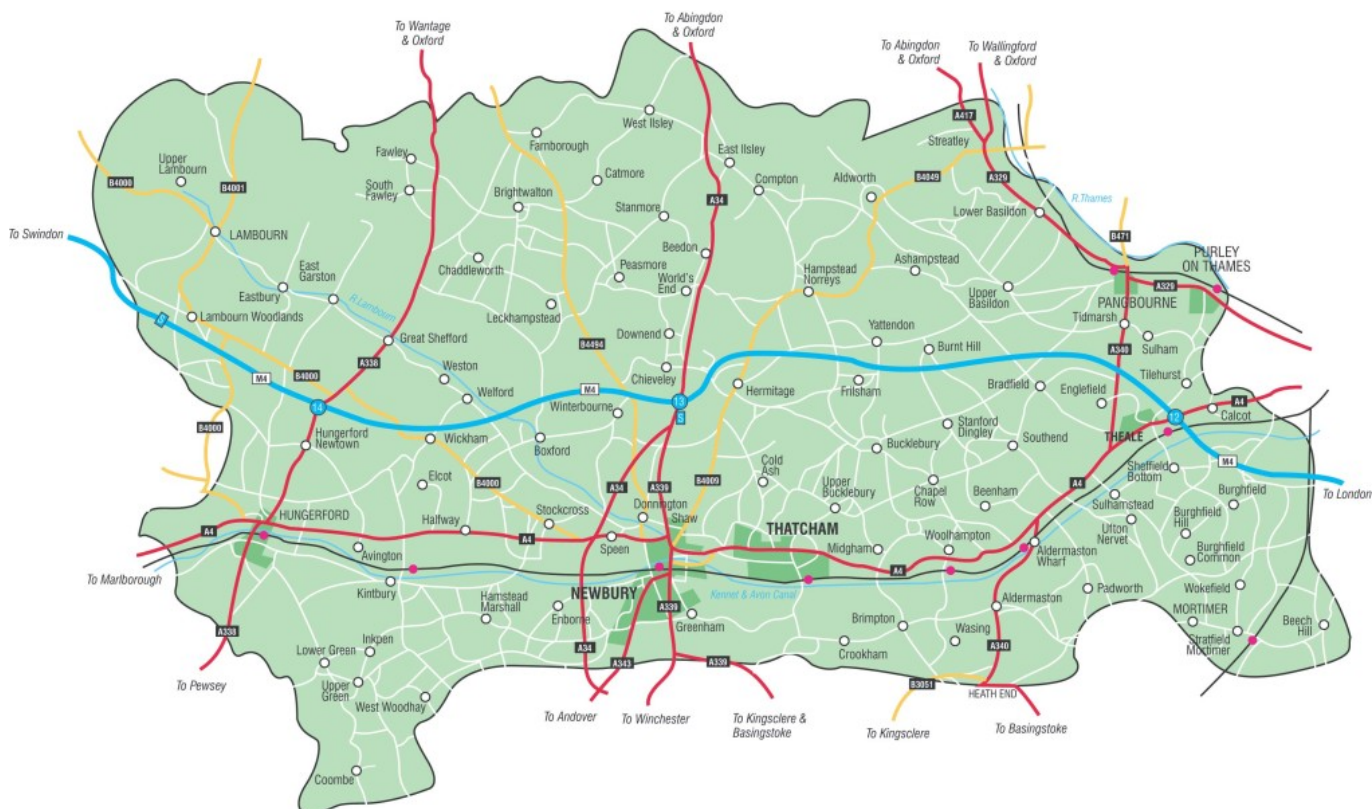 To Wantage
& Oxford
To Abingdon
& Oxford
To Abingdon
& Oxford
To Wallingford
& Oxford
A417
West Ilsley
Farnborough
Streatley
Fawley
East Ilsley
Upper
Lambourn
B4000
B4001
South
Fawley
Catmore
Compton
Aldworth
B4049
A329
Brightwalton
A34
R.Thames
Stanmore
Lower Basildon
To Swindon
LAMBOURN
B471
Beedon
PURLEY
ON THAMES
East
Garston
Chaddleworth
Peasmore
World's
End
Hampstead
Norreys
Ashampstead
Eastbury
R.Lambourn
Leckhampstead
Upper
Basildon
A329
PANGBOURNE
S
Lambourn Woodlands
Tidmarsh
Great Shefford
Downend
Yattendon
Sulham
B4494
Burnt Hill
A338
A340
M4
B4000
Weston
Chieveley
Hermitage
Frilsham
Bradfield
Tilehurst
Welford
M4
13
S
Englefield
14
Winterbourne
A4
12
Calcot
B4000
Hungerford
Newtown
Wickham
Boxford
Stanford
Dingley
Southend
THEALE
Bucklebury
M4
Elcot
Cold
Ash
Sheffield
Bottom
B4000
A34
A339
B4009
Upper
Bucklebury
Chapel
Row
Beenham
A4
Sulhamstead
Burghfield
To London
HUNGERFORD
Stockcross
Donnington
Shaw
Burghfield
Hill
A4
Halfway
A4
Speen
THATCHAM
Woolhampton
Ufton
Nervet
Avington
Midgham
Aldermaston
Wharf
Burghfield
Common
To Marlborough
A4
Kintbury
NEWBURY
Kennet & Avon Canal
Padworth
Wokefield
Hamstead
Marshall
Enborne
A339
Greenham
Aldermaston
MORTIMER
A338
Brimpton
Wasing
Beech
Hill
Inkpen
Stratfield
Mortimer
Lower Green
A34
A343
A339
Crookham
A340
To Pewsey
Upper
Green
B3051
HEATH END
West Woodhay
To Andover
To Winchester
To Kingsclere &
Basingstoke
To Kingsclere
To Basingstoke
Coombe